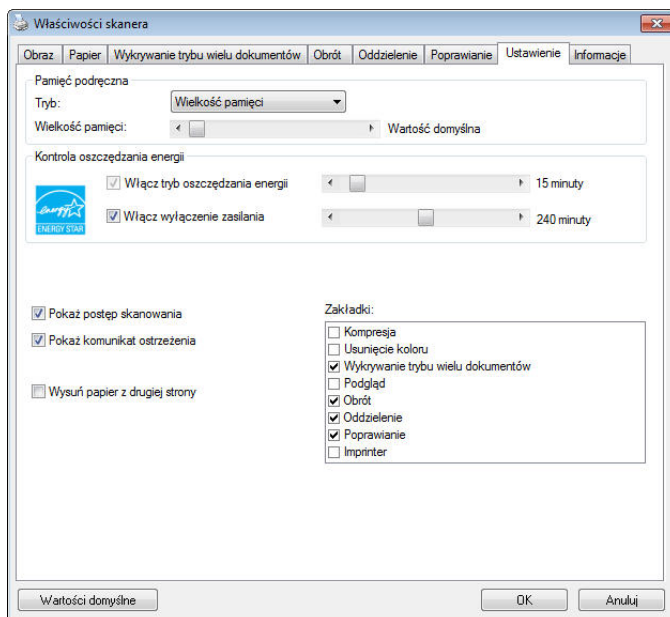 Właściwości skanera
Obraz Papier Wykrywanie trybu wielu dokumentów Obrót Oddzielenie Poprawianie Ustawienie Informacje
Pamięć podręczna
Tryb: Wielkość pamięci
Wielkość pamięci: Wartość domyślna
Kontrola oszczędzania energii
Włącz tryb oszczędzania energii 15 minuty
Włącz wyłączenie zasilania 240 minuty
energy
ENERGY STAR
Pokaż postęp skanowania
Pokaż komunikat ostrzeżenia
Wysuń papier z drugiej strony
Zakładki:
Kompresja
Usunięcie koloru
Wykrywanie trybu wielu dokumentów
Podgląd
Obrót
Oddzielenie
Poprawianie
Imprinter
Wartości domyślne OK Anuluj